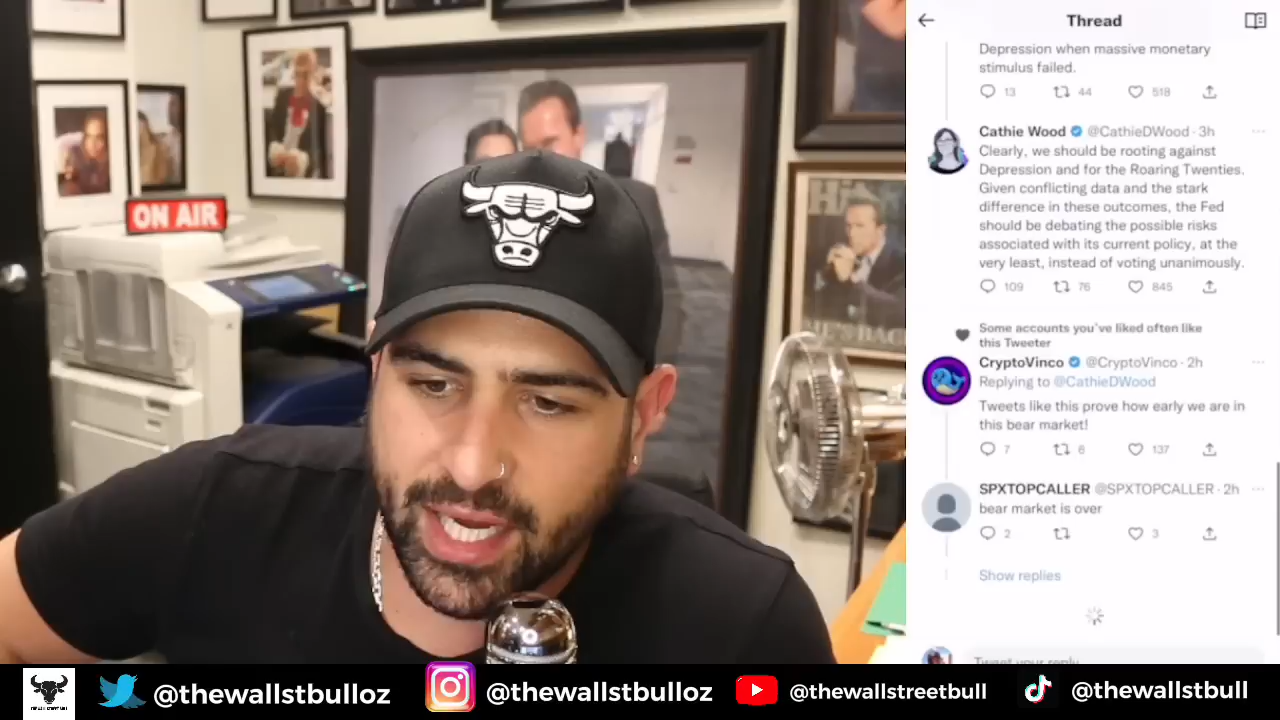 Thread
Depression when massive monetary
stimulus failed.
13 44 518
Cathie Wood @CathieDWood · 3h
Clearly, we should be rooting against
Depression and for the Roaring Twenties.
Given conflicting data and the stark
difference in these outcomes, the Fed
should be debating the possible risks
associated with its current policy, at the
very least, instead of voting unanimously.
109 76 845
Some accounts you've liked often like
this Tweeter
CryptoVinco @CryptoVinco · 2h
Replying to @CathieDWood
Tweets like this prove how early we are in
this bear market!
7 6 137
SPXTOPCALLER @SPXTOPCALLER · 2h
bear market is over
2 3
Show replies
Tweet your reply
ON AIR
HE'S BACK
@thewallstbulloz @thewallstbulloz @thewallstreetbull @thewallstbull